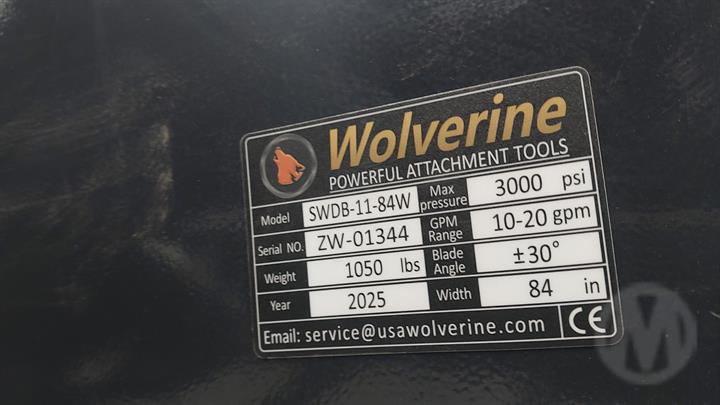 Wolverine
POWERFUL ATTACHMENT TOOLS
Model SWDB-11-84W Max pressure 3000 psi
Serial NO. ZW-01344 GPM Range 10-20 gpm
Weight 1050 lbs Blade Angle ±30°
Year 2025 Width 84 in
Email: service@usawolverine.com CE
M